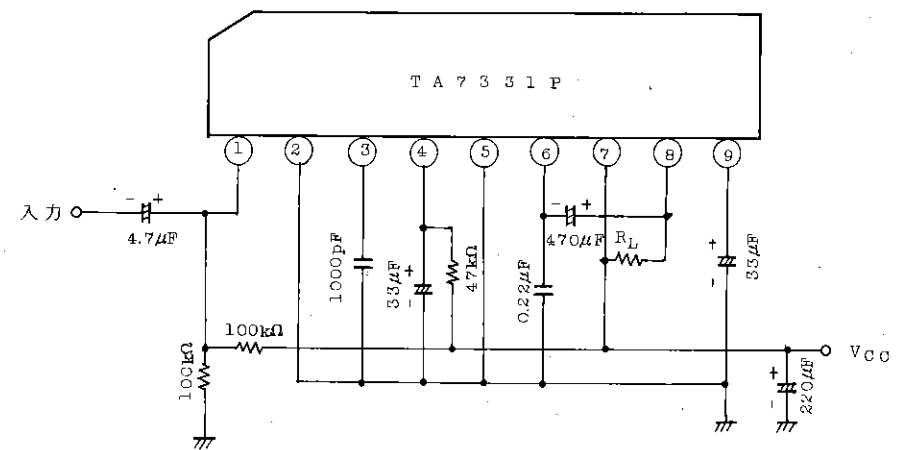 TA7331P
1 2 3 4 5 6 7 8 9
入力
- +
4.7μF
1000pF
33μF
+
-
47kΩ
0.22μF
- +
470μF
RL
+
-
33μF
100kΩ
100kΩ
VCC
+
-
220μF